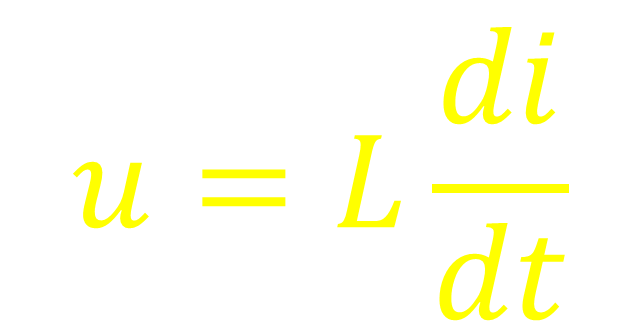 u = L di/dt